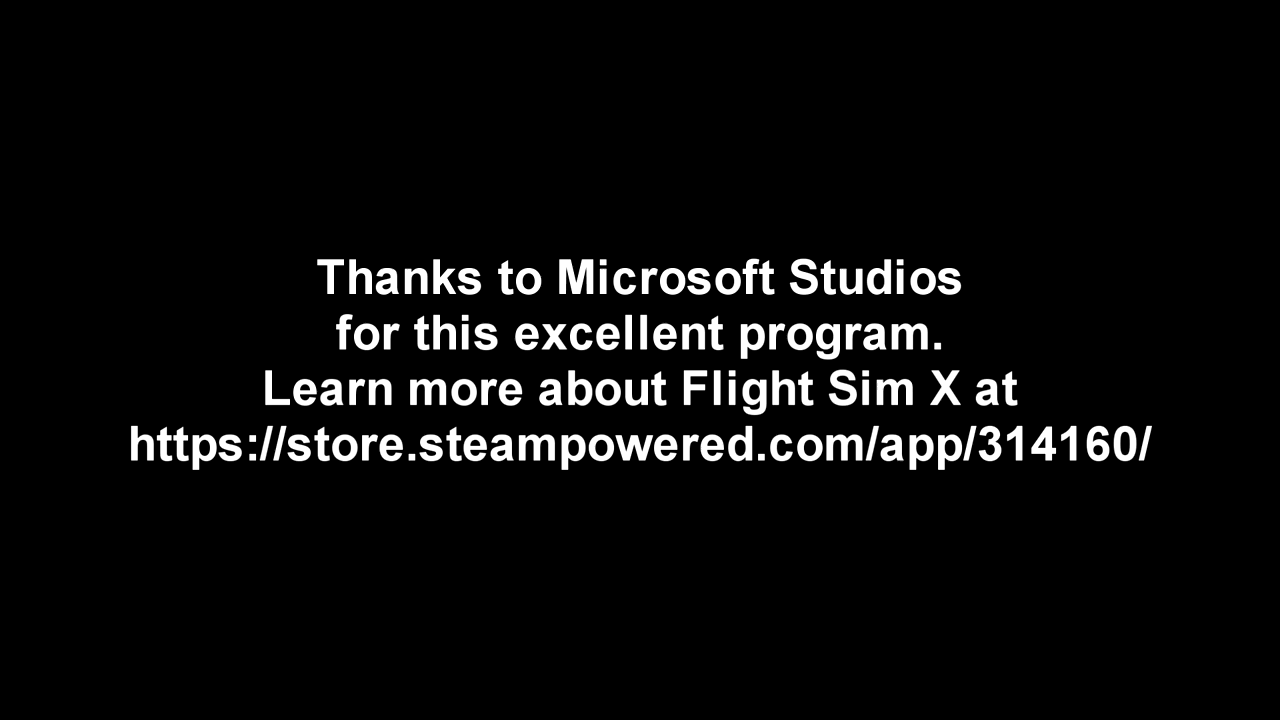 Thanks to Microsoft Studios
for this excellent program.
Learn more about Flight Sim X at
https://store.steampowered.com/app/314160/